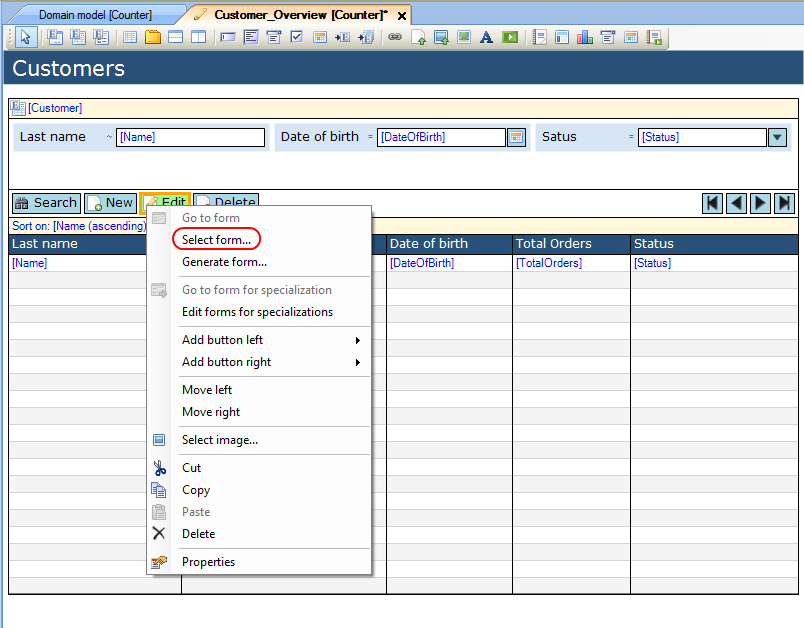 Domain model [Counter] Customer_Overview [Counter]*
Customers
[Customer]
Last name ~ [Name] Date of birth = [DateOfBirth] Satus = [Status]
Search New Edit Delete
Sort on: [Name (ascending)
Last name Date of birth Total Orders Status
[Name] [DateOfBirth] [TotalOrders] [Status]
Go to form
Select form...
Generate form...
Go to form for specialization
Edit forms for specializations
Add button left
Add button right
Move left
Move right
Select image...
Cut
Copy
Paste
Delete
Properties